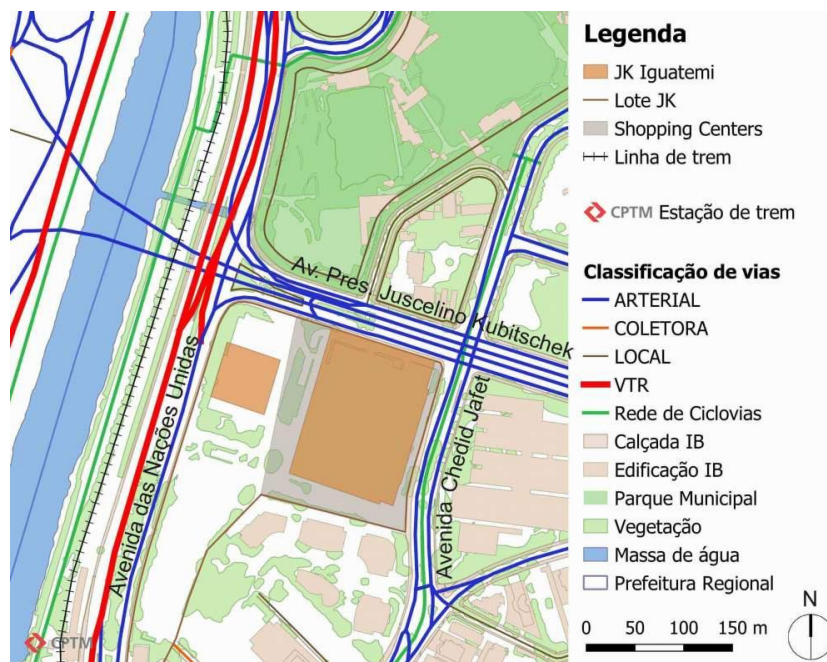 Av. Pres. Juscelino Kubitschek
Avenida das Nações Unidas
Avenida Chedid Jafet
CPTM
Legenda
JK Iguatemi
Lote JK
Shopping Centers
Linha de trem
CPTM Estação de trem
Classificação de vias
ARTERIAL
COLETORA
LOCAL
VTR
Rede de Ciclovias
Calçada IB
Edificação IB
Parque Municipal
Vegetação
Massa de água
Prefeitura Regional
N
0 50 100 150 m